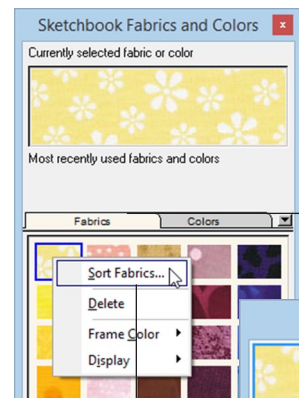 Sketchbook Fabrics and Colors x
Currently selected fabric or color
Most recently used fabrics and colors
Fabrics Colors
Sort Fabrics...
Delete
Frame Color
Display